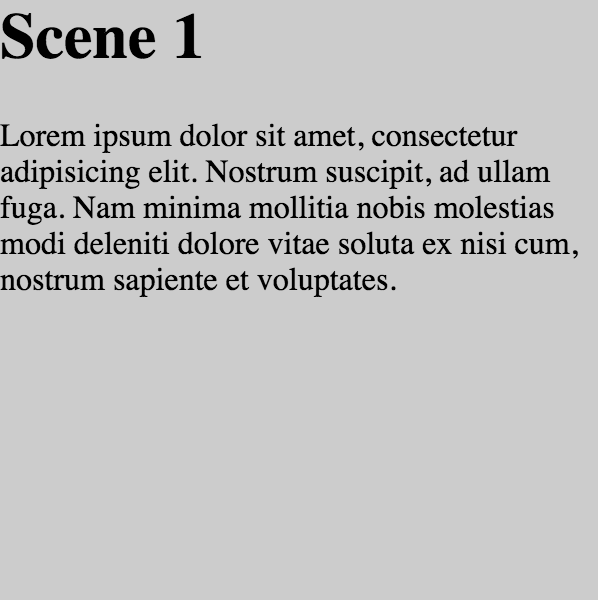 Scene 1
Lorem ipsum dolor sit amet, consectetur
adipisicing elit. Nostrum suscipit, ad ullam
fuga. Nam minima mollitia nobis molestias
modi deleniti dolore vitae soluta ex nisi cum,
nostrum sapiente et voluptates.